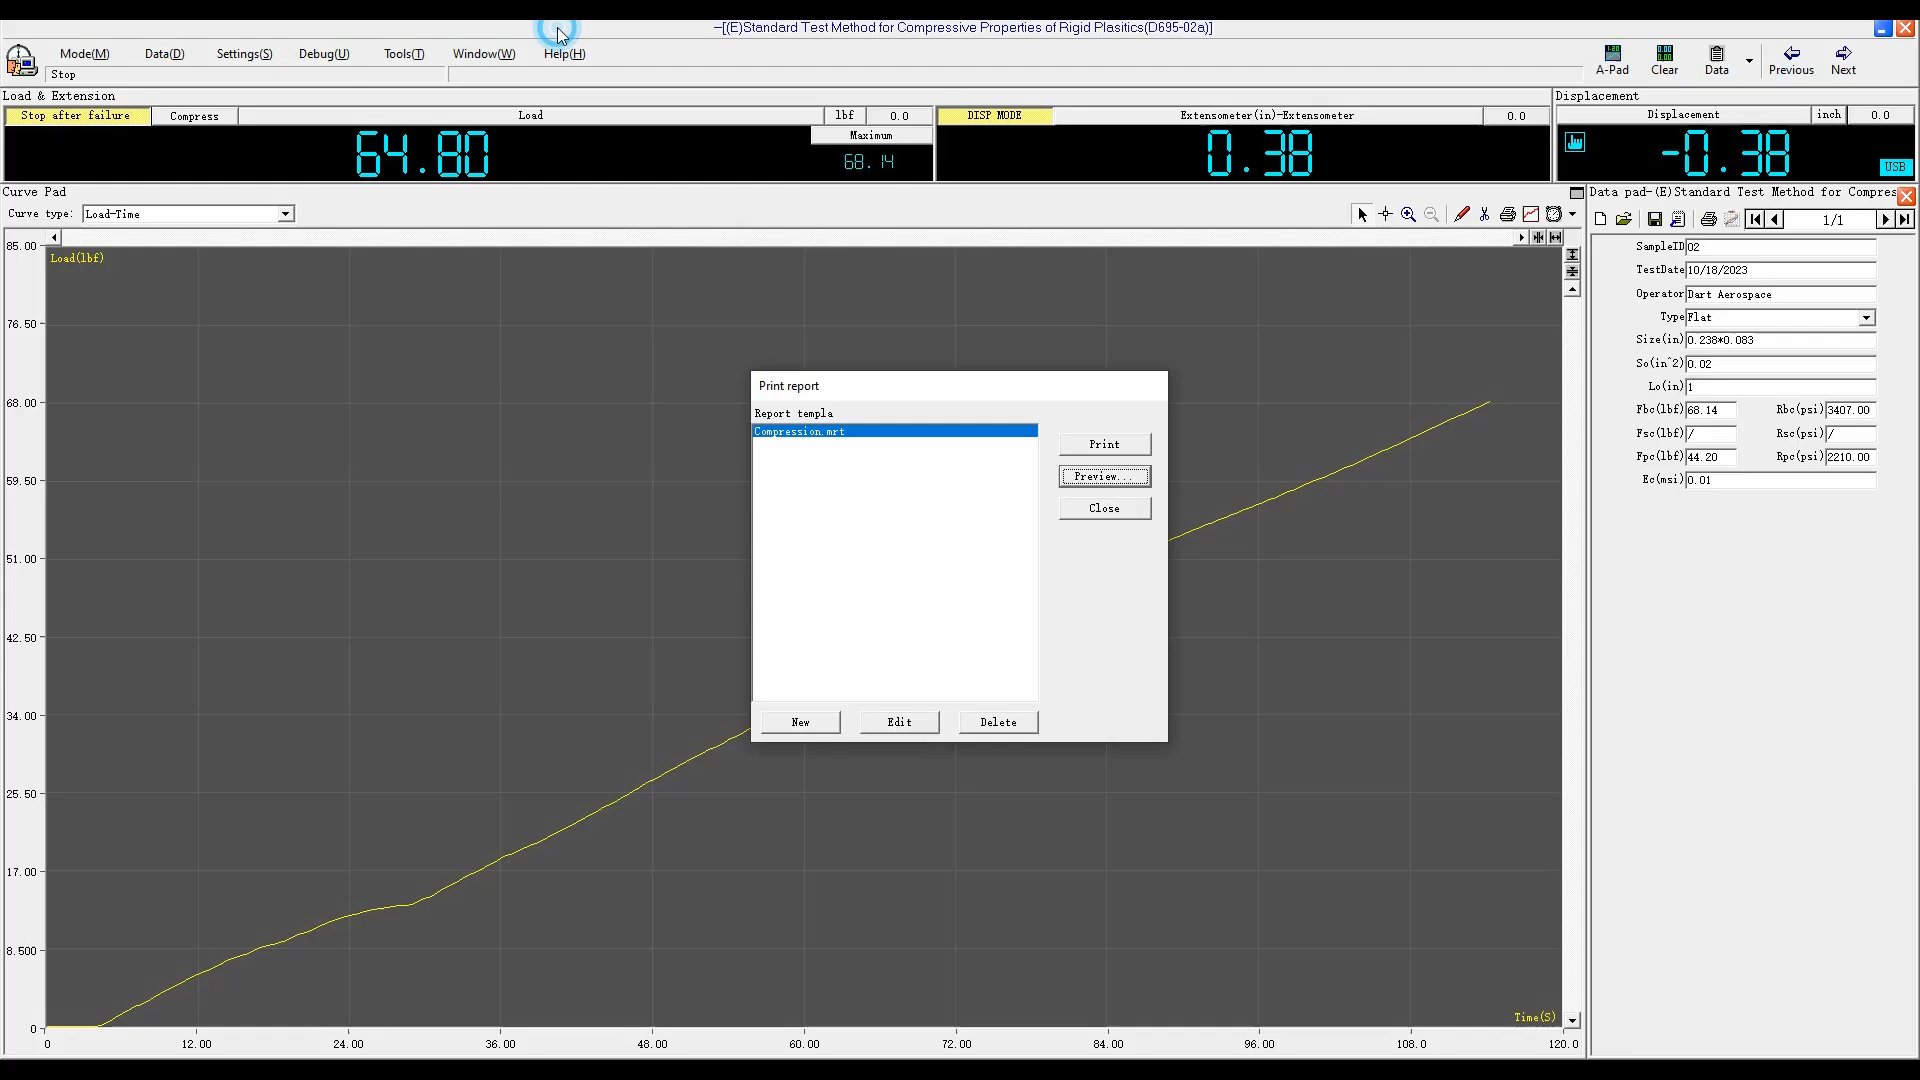 —[(E)Standard Test Method for Compressive Properties of Rigid Plasitics(D695-02a)]
Mode(M) Data(D) Settings(S) Debug(U) Tools(T) Window(W) Help(H)
A-Pad Clear Data Previous Next
Stop
Load & Extension
Stop after failure Compress Load lbf 0.0
Maximum
64.80
68.14
DISP MODE Extensometer(in)-Extensometer 0.0
0.38
Displacement
Displacement inch 0.0
-0.38
USB
Curve Pad
Curve type: Load-Time
85.00
76.50
68.00
59.50
51.00
42.50
34.00
25.50
17.00
8.500
0
Load(lbf)
Time(S)
0 12.00 24.00 36.00 48.00 60.00 72.00 84.00 96.00 108.0 120.0
Print report
Report templa
Compression.mrt
Print
Preview...
Close
New Edit Delete
Data pad-(E)Standard Test Method for Compres
1/1
SampleID 02
TestDate 10/18/2023
Operator Dart Aerospace
Type Flat
Size(in) 0.238*0.083
So(in^2) 0.02
Lo(in) 1
Fbc(lbf) 68.14 Rbc(psi) 3407.00
Fsc(lbf) / Rsc(psi) /
Fpc(lbf) 44.20 Rpc(psi) 2210.00
Ec(msi) 0.01